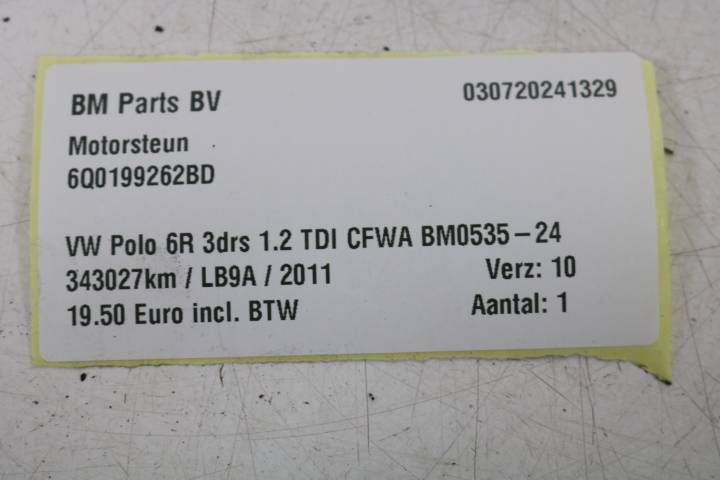 BM Parts BV 030720241329
Motorsteun
6Q0199262BD
VW Polo 6R 3drs 1.2 TDI CFWA BM0535-24
343027km / LB9A / 2011 Verz: 10
19.50 Euro incl. BTW Aantal: 1